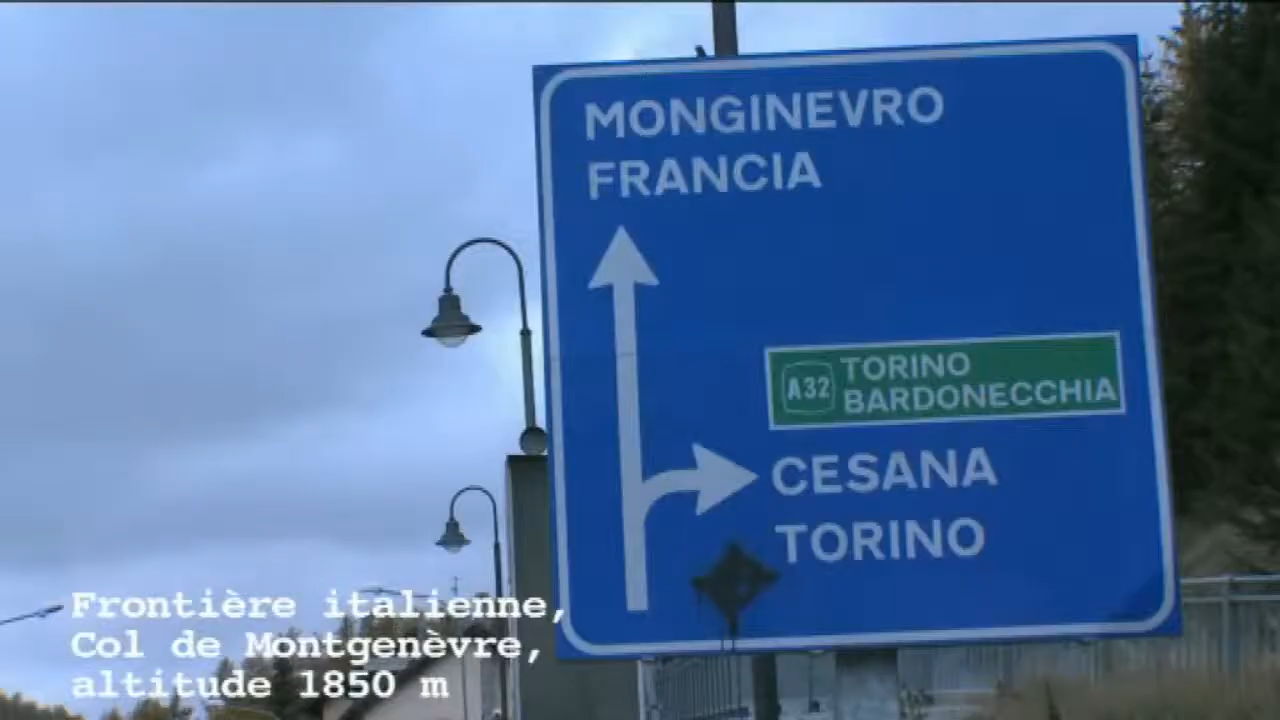 MONGINEVRO
FRANCIA
A32 TORINO
BARDONECCHIA
CESANA
TORINO
Frontière italienne,
Col de Montgenèvre,
altitude 1850 m